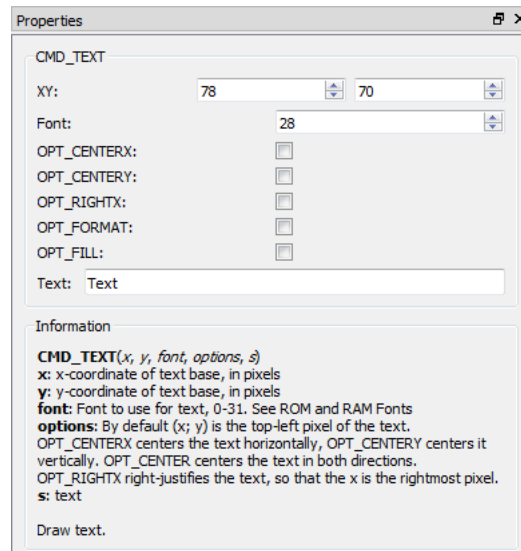 Properties
CMD_TEXT
XY: 78 70
Font: 28
OPT_CENTERX:
OPT_CENTERY:
OPT_RIGHTX:
OPT_FORMAT:
OPT_FILL:
Text: Text
Information
CMD_TEXT(x, y, font, options, s)
x: x-coordinate of text base, in pixels
y: y-coordinate of text base, in pixels
font: Font to use for text, 0-31. See ROM and RAM Fonts
options: By default (x; y) is the top-left pixel of the text.
OPT_CENTERX centers the text horizontally, OPT_CENTERY centers it
vertically. OPT_CENTER centers the text in both directions.
OPT_RIGHTX right-justifies the text, so that the x is the rightmost pixel.
s: text
Draw text.